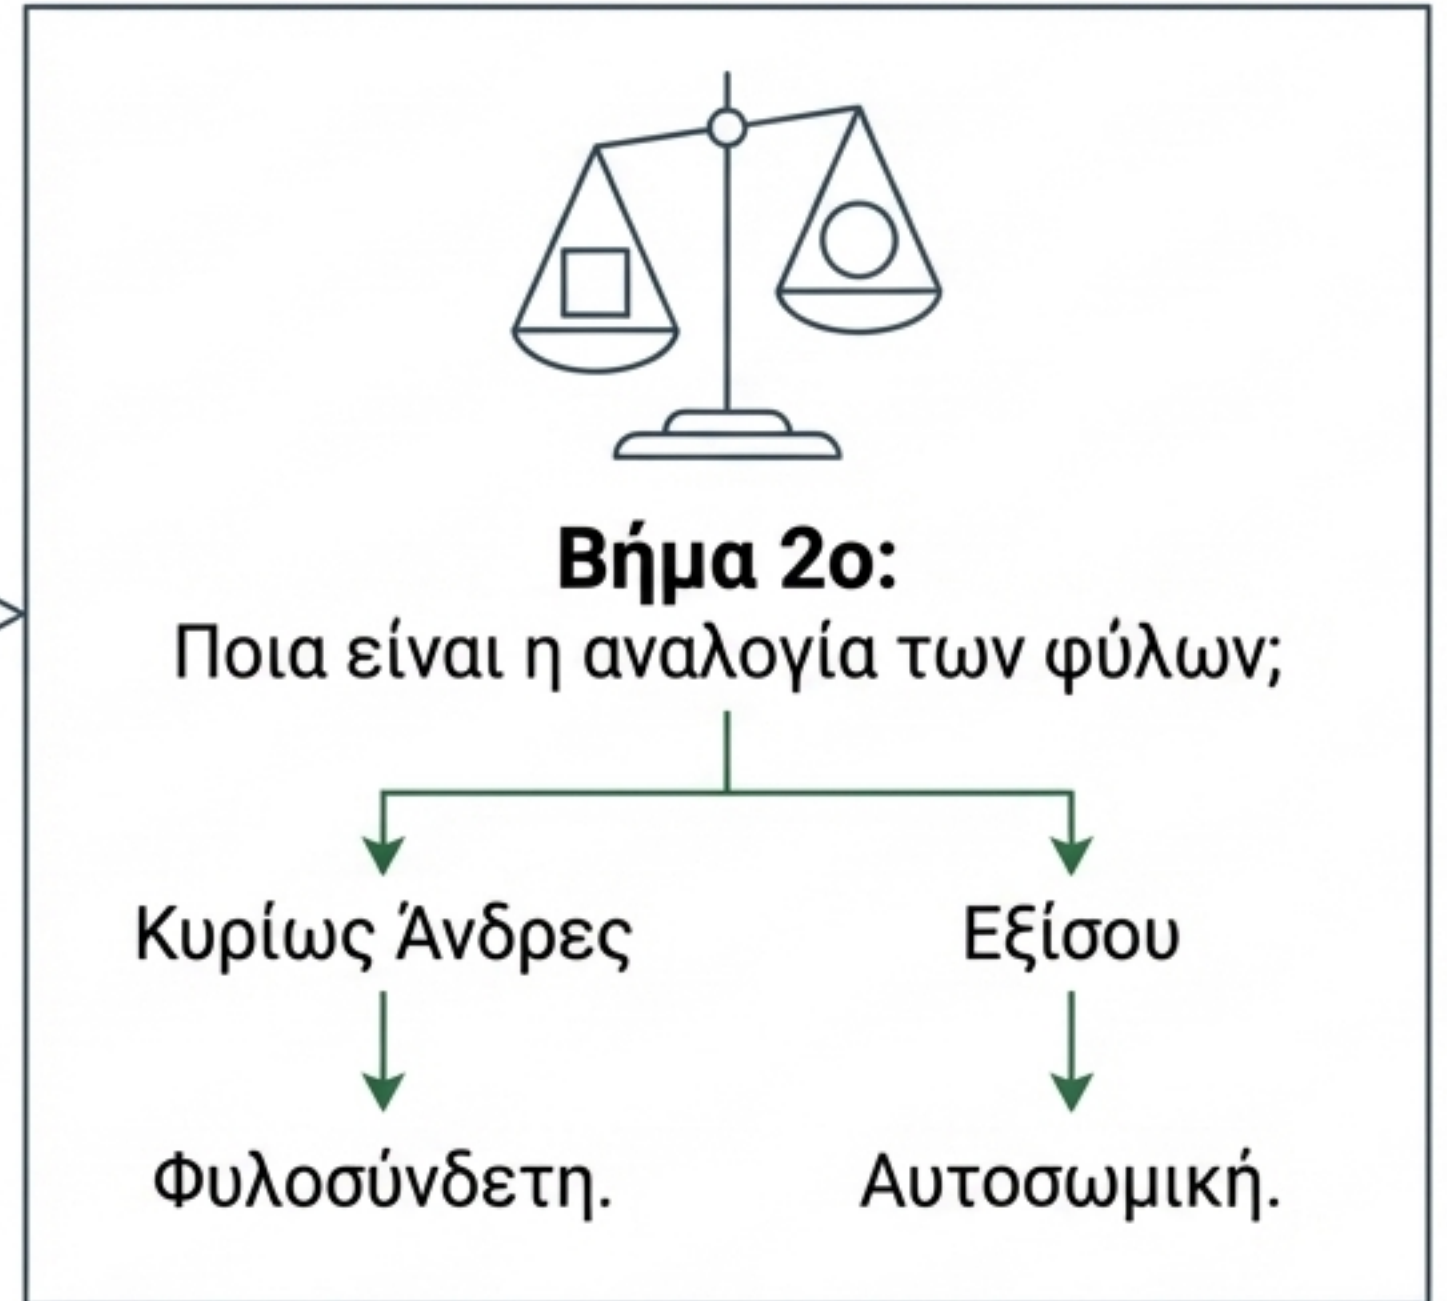 Βήμα 2ο:
Ποια είναι η αναλογία των φύλων;
Κυρίως Άνδρες
Εξίσου
Φυλοσύνδετη.
Αυτοσωμική.